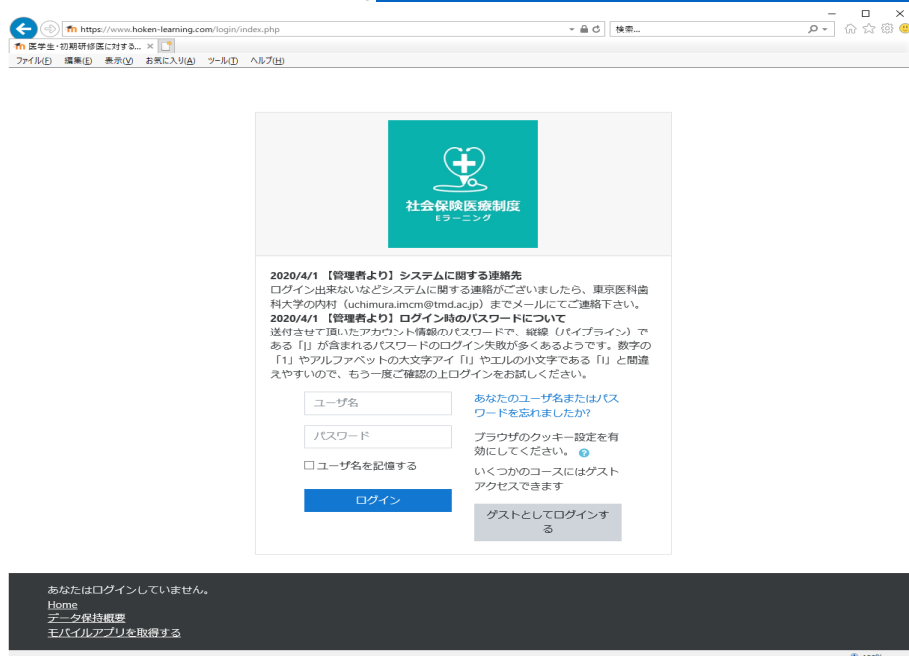 https://www.hoken-learning.com/login/index.php
検索...
医学生・初期研修医に対する...
ファイル(F) 編集(E) 表示(V) お気に入り(A) ツール(T) ヘルプ(H)
社会保険医療制度
Eラーニング
2020/4/1 【管理者より】システムに関する連絡先
ログイン出来ないなどシステムに関する連絡がございましたら、東京医科歯
科大学の内村（uchimura.imcm@tmd.ac.jp）までメールにてご連絡下さい。
2020/4/1 【管理者より】ログイン時のパスワードについて
送付させて頂いたアカウント情報のパスワードで、縦線（パイプライン）で
ある「|」が含まれるパスワードのログイン失敗が多くあるようです。数字の
「1」やアルファベットの大文字アイ「I」やエルの小文字である「l」と間違
えやすいので、もう一度ご確認の上ログインをお試しください。
ユーザ名
パスワード
ユーザ名を記憶する
ログイン
あなたのユーザ名またはパス
ワードを忘れましたか?
ブラウザのクッキー設定を有
効にしてください。
いくつかのコースにはゲスト
アクセスできます
ゲストとしてログインす
る
あなたはログインしていません。
Home
データ保持概要
モバイルアプリを取得する